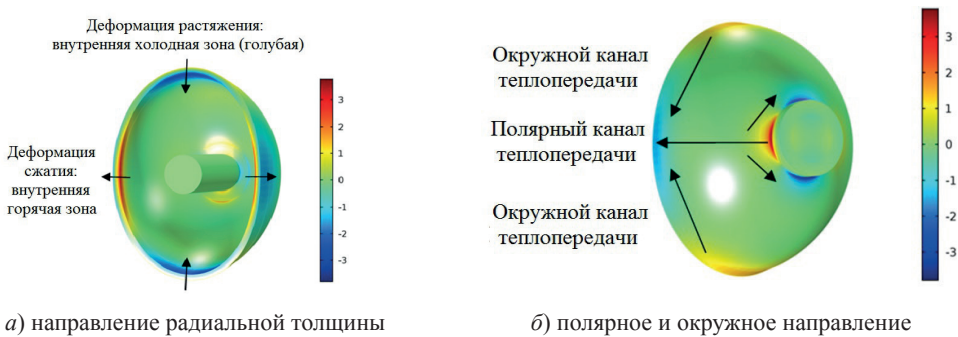 Деформация растяжения:
внутренняя холодная зона (голубая)
Деформация
сжатия:
внутренняя
горячая зона
3
2
1
0
-1
-2
-3
а) направление радиальной толщины
Окружной канал
теплопередачи
Полярный канал
теплопередачи
Окружной канал
теплопередачи
3
2
1
0
-1
-2
-3
б) полярное и окружное направление